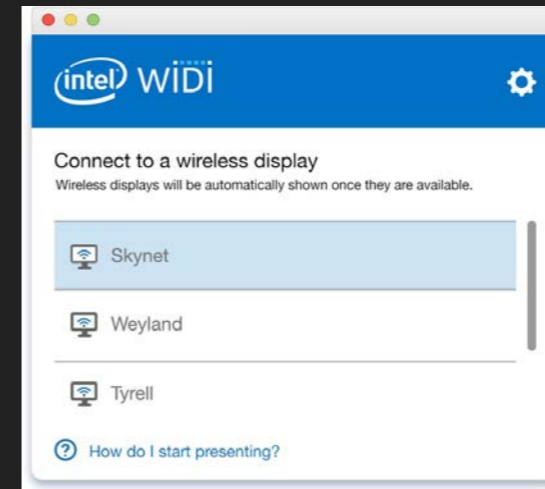 intel WiDi
Connect to a wireless display
Wireless displays will be automatically shown once they are available.
Skynet
Weyland
Tyrell
? How do I start presenting?